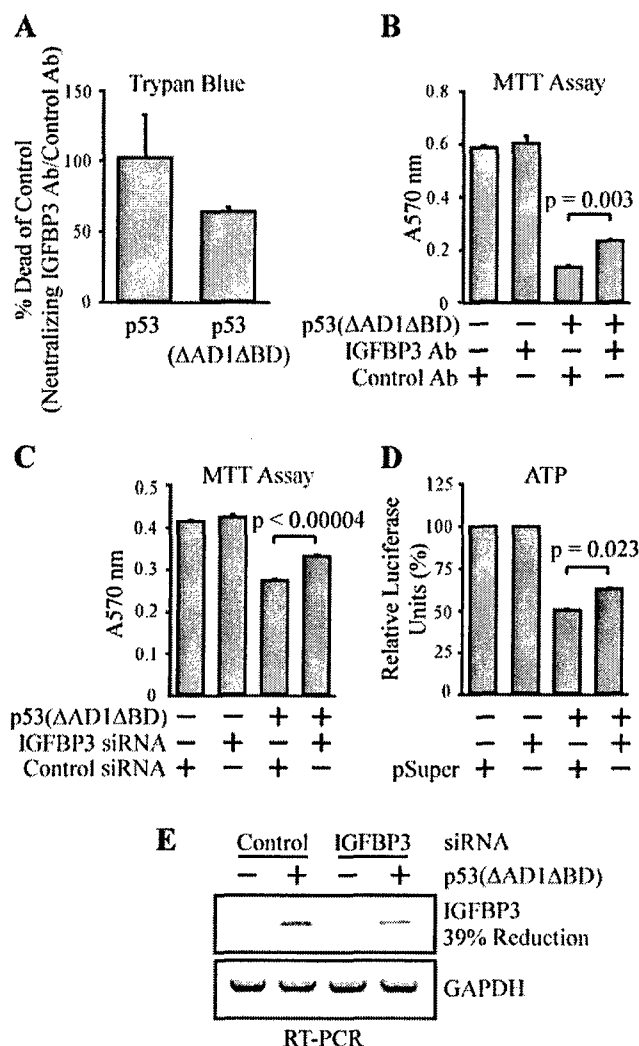 A
Trypan Blue
% Dead of Control
(Neutralizing IGFBP3 Ab/Control Ab)
150
100
50
0
p53
p53
(ΔAD1ΔBD)
B
MTT Assay
A570 nm
0.8
0.6
0.4
0.2
0
p = 0.003
p53(ΔAD1ΔBD) − − + +
IGFBP3 Ab − + − +
Control Ab + − + −
C
MTT Assay
A570 nm
0.5
0.4
0.3
0.2
0.1
0
p < 0.00004
p53(ΔAD1ΔBD) − − + +
IGFBP3 siRNA − + − +
Control siRNA + − + −
D
ATP
Relative Luciferase
Units (%)
125
100
75
50
25
0
p = 0.023
− − + +
− + − +
pSuper + − + −
E
Control IGFBP3 siRNA
− + − + p53(ΔAD1ΔBD)
IGFBP3
39% Reduction
GAPDH
RT-PCR